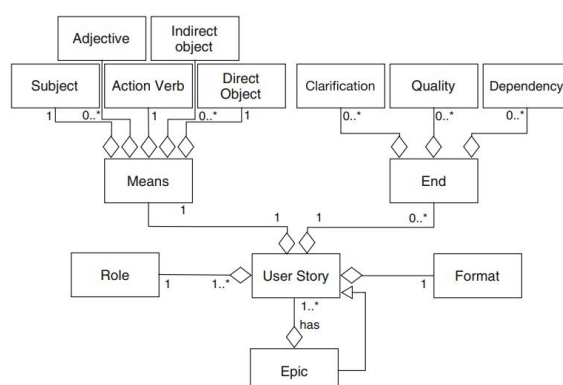 Adjective
Indirect
object
Subject
Action Verb
Direct
Object
Clarification
Quality
Dependency
1
0..*
1
0..*
1
0..*
0..*
0..*
Means
End
1
1
1
0..*
Role
User Story
Format
1
1..*
1
1..*
has
Epic